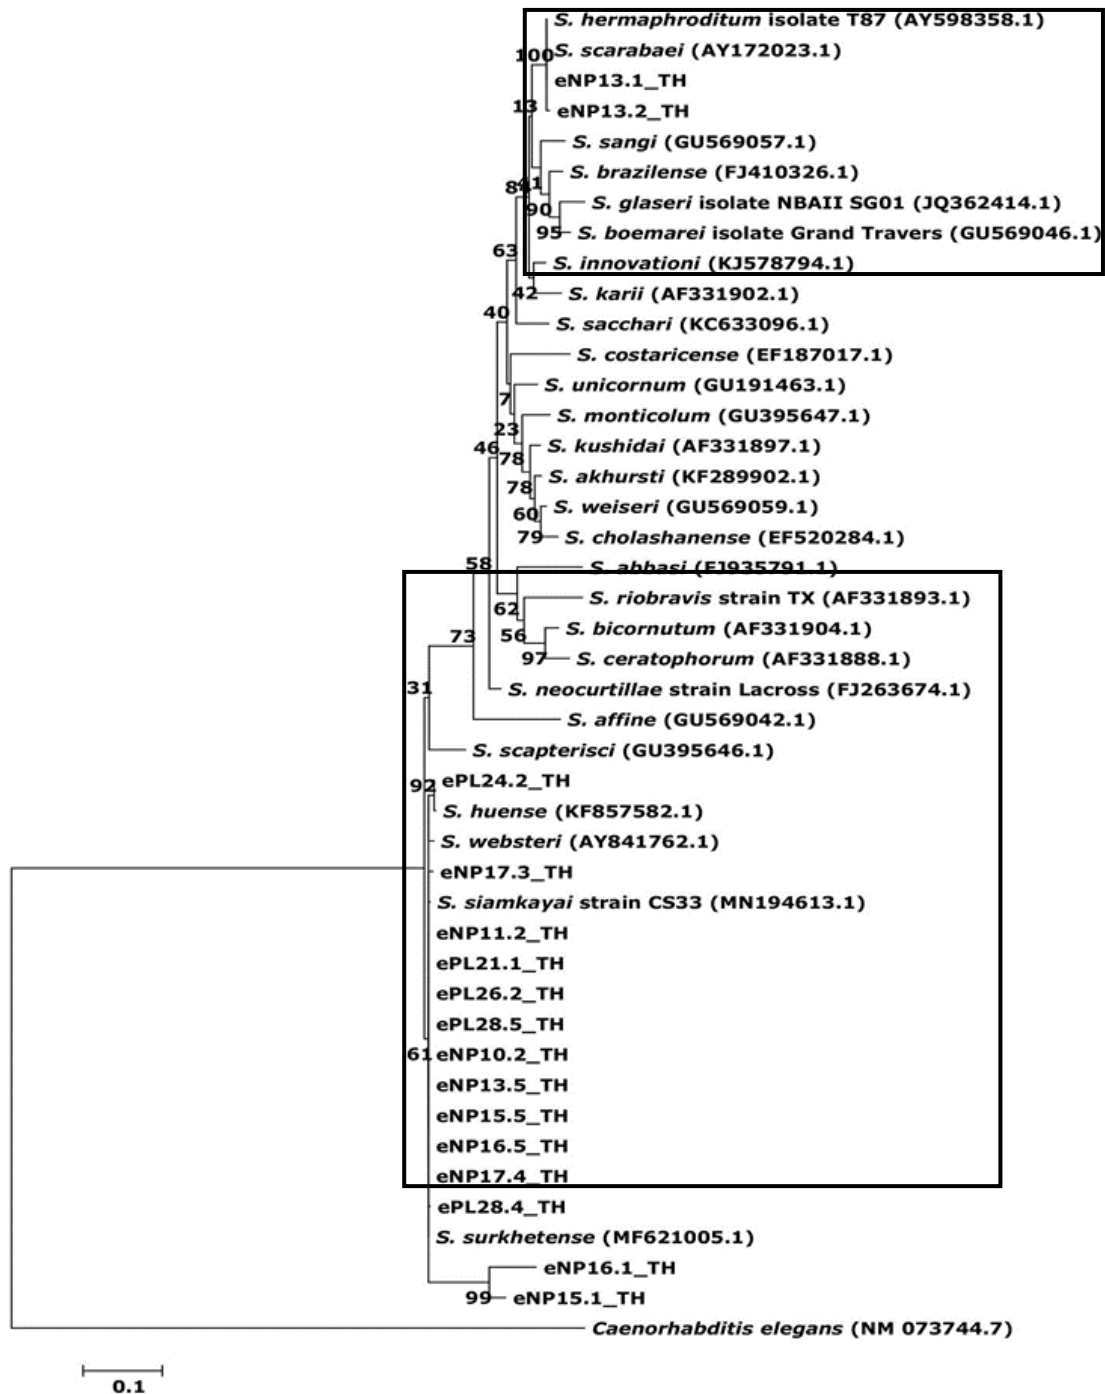 S. hermaphroditum isolate T87 (AY598358.1)
100 S. scarabaei (AY172023.1)
eNP13.1_TH
13 eNP13.2_TH
S. sangi (GU569057.1)
S. brazilense (FJ410326.1)
41
S. glaseri isolate NBAII SG01 (JQ362414.1)
90
95 S. boemarei isolate Grand Travers (GU569046.1)
63 S. innovationi (KJ578794.1)
42 S. karii (AF331902.1)
40
S. sacchari (KC633096.1)
S. costaricense (EF187017.1)
S. unicornum (GU191463.1)
7
S. monticolum (GU395647.1)
23
46 S. kushidai (AF331897.1)
78
S. akhursti (KF289902.1)
78
S. weiseri (GU569059.1)
60
79 S. cholashanense (EF520284.1)
58 S. abbasi (FJ935791.1)
S. riobravis strain TX (AF331893.1)
62
S. bicornutum (AF331904.1)
73 56
97 S. ceratophorum (AF331888.1)
31 S. neocurtillae strain Lacross (FJ263674.1)
S. affine (GU569042.1)
S. scapterisci (GU395646.1)
92 ePL24.2_TH
S. huense (KF857582.1)
S. websteri (AY841762.1)
eNP17.3_TH
S. siamkayai strain CS33 (MN194613.1)
eNP11.2_TH
ePL21.1_TH
ePL26.2_TH
ePL28.5_TH
61 eNP10.2_TH
eNP13.5_TH
eNP15.5_TH
eNP16.5_TH
eNP17.4_TH
ePL28.4_TH
S. surkhetense (MF621005.1)
eNP16.1_TH
99 eNP15.1_TH
Caenorhabditis elegans (NM 073744.7)
0.1